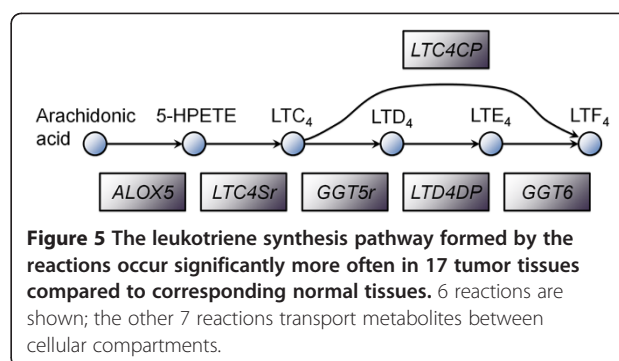 LTC4CP
Arachidonic acid
5-HPETE
LTC₄
LTD₄
LTE₄
LTF₄
ALOX5
LTC4Sr
GGT5r
LTD4DP
GGT6
Figure 5 The leukotriene synthesis pathway formed by the
reactions occur significantly more often in 17 tumor tissues
compared to corresponding normal tissues. 6 reactions are
shown; the other 7 reactions transport metabolites between
cellular compartments.